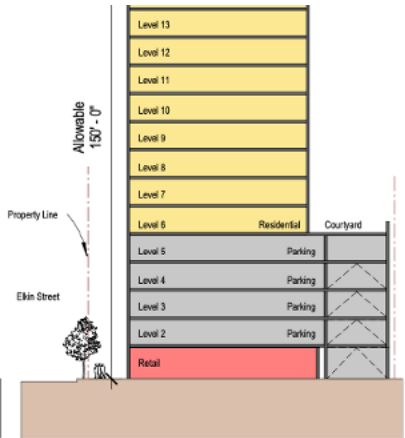 Level 13
Level 12
Level 11
Allowable
150' - 0"
Level 10
Level 9
Level 8
Level 7
Property Line
Level 6 Residential Courtyard
Level 5 Parking
Level 4 Parking
Elkin Street
Level 3 Parking
Level 2 Parking
Retail